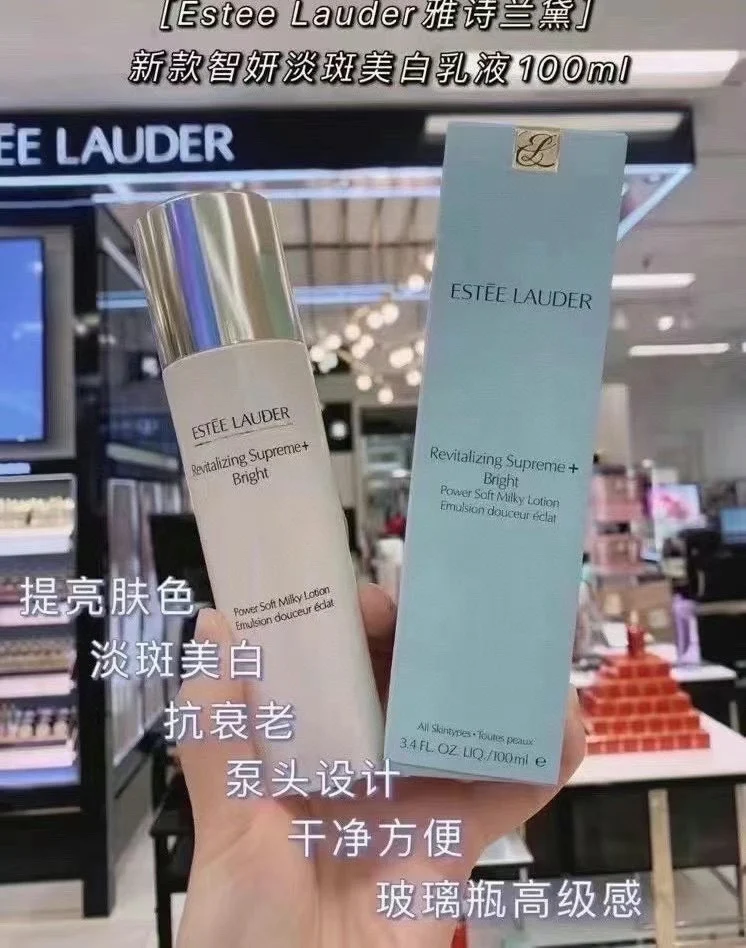 [Estee Lauder雅诗兰黛]
新款智妍淡斑美白乳液100ml
ÉE LAUDER
ESTĒE LAUDER
Revitalizing Supreme+
Bright
Power Soft Milky Lotion
Emulsion douceur éclat
ESTĒE LAUDER
Revitalizing Supreme+
Bright
Power Soft Milky Lotion
Emulsion douceur éclat
All Skintypes • Toutes peaux
3.4 FL. OZ. LIQ./100ml e
提亮肤色
淡斑美白
抗衰老
泵头设计
干净方便
玻璃瓶高级感